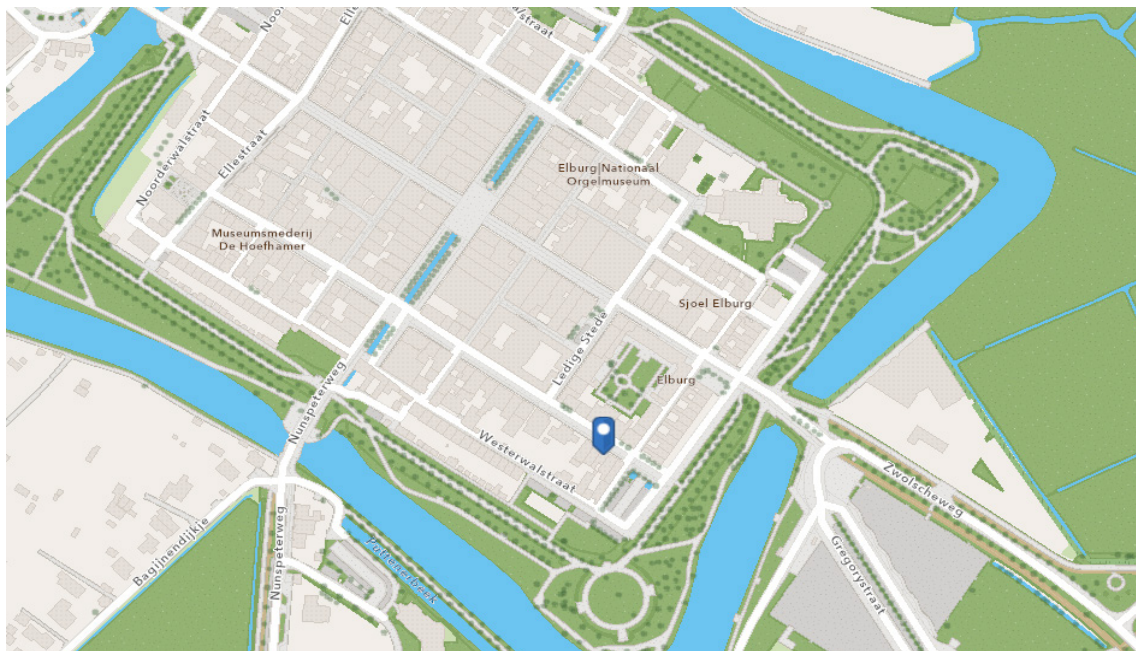 Ellestraat
Noorderwalstraat
Elburg|Nationaal
Orgelmuseum
Museumsmederij
De Hoefhamer
Sjoel Elburg
Ledige Stede
Elburg
Nunspeterweg
Westerwalstraat
Zwolscheweg
Bagijnendijkje
Nunspeterweg
Puttenerbeek
Gregorystraat